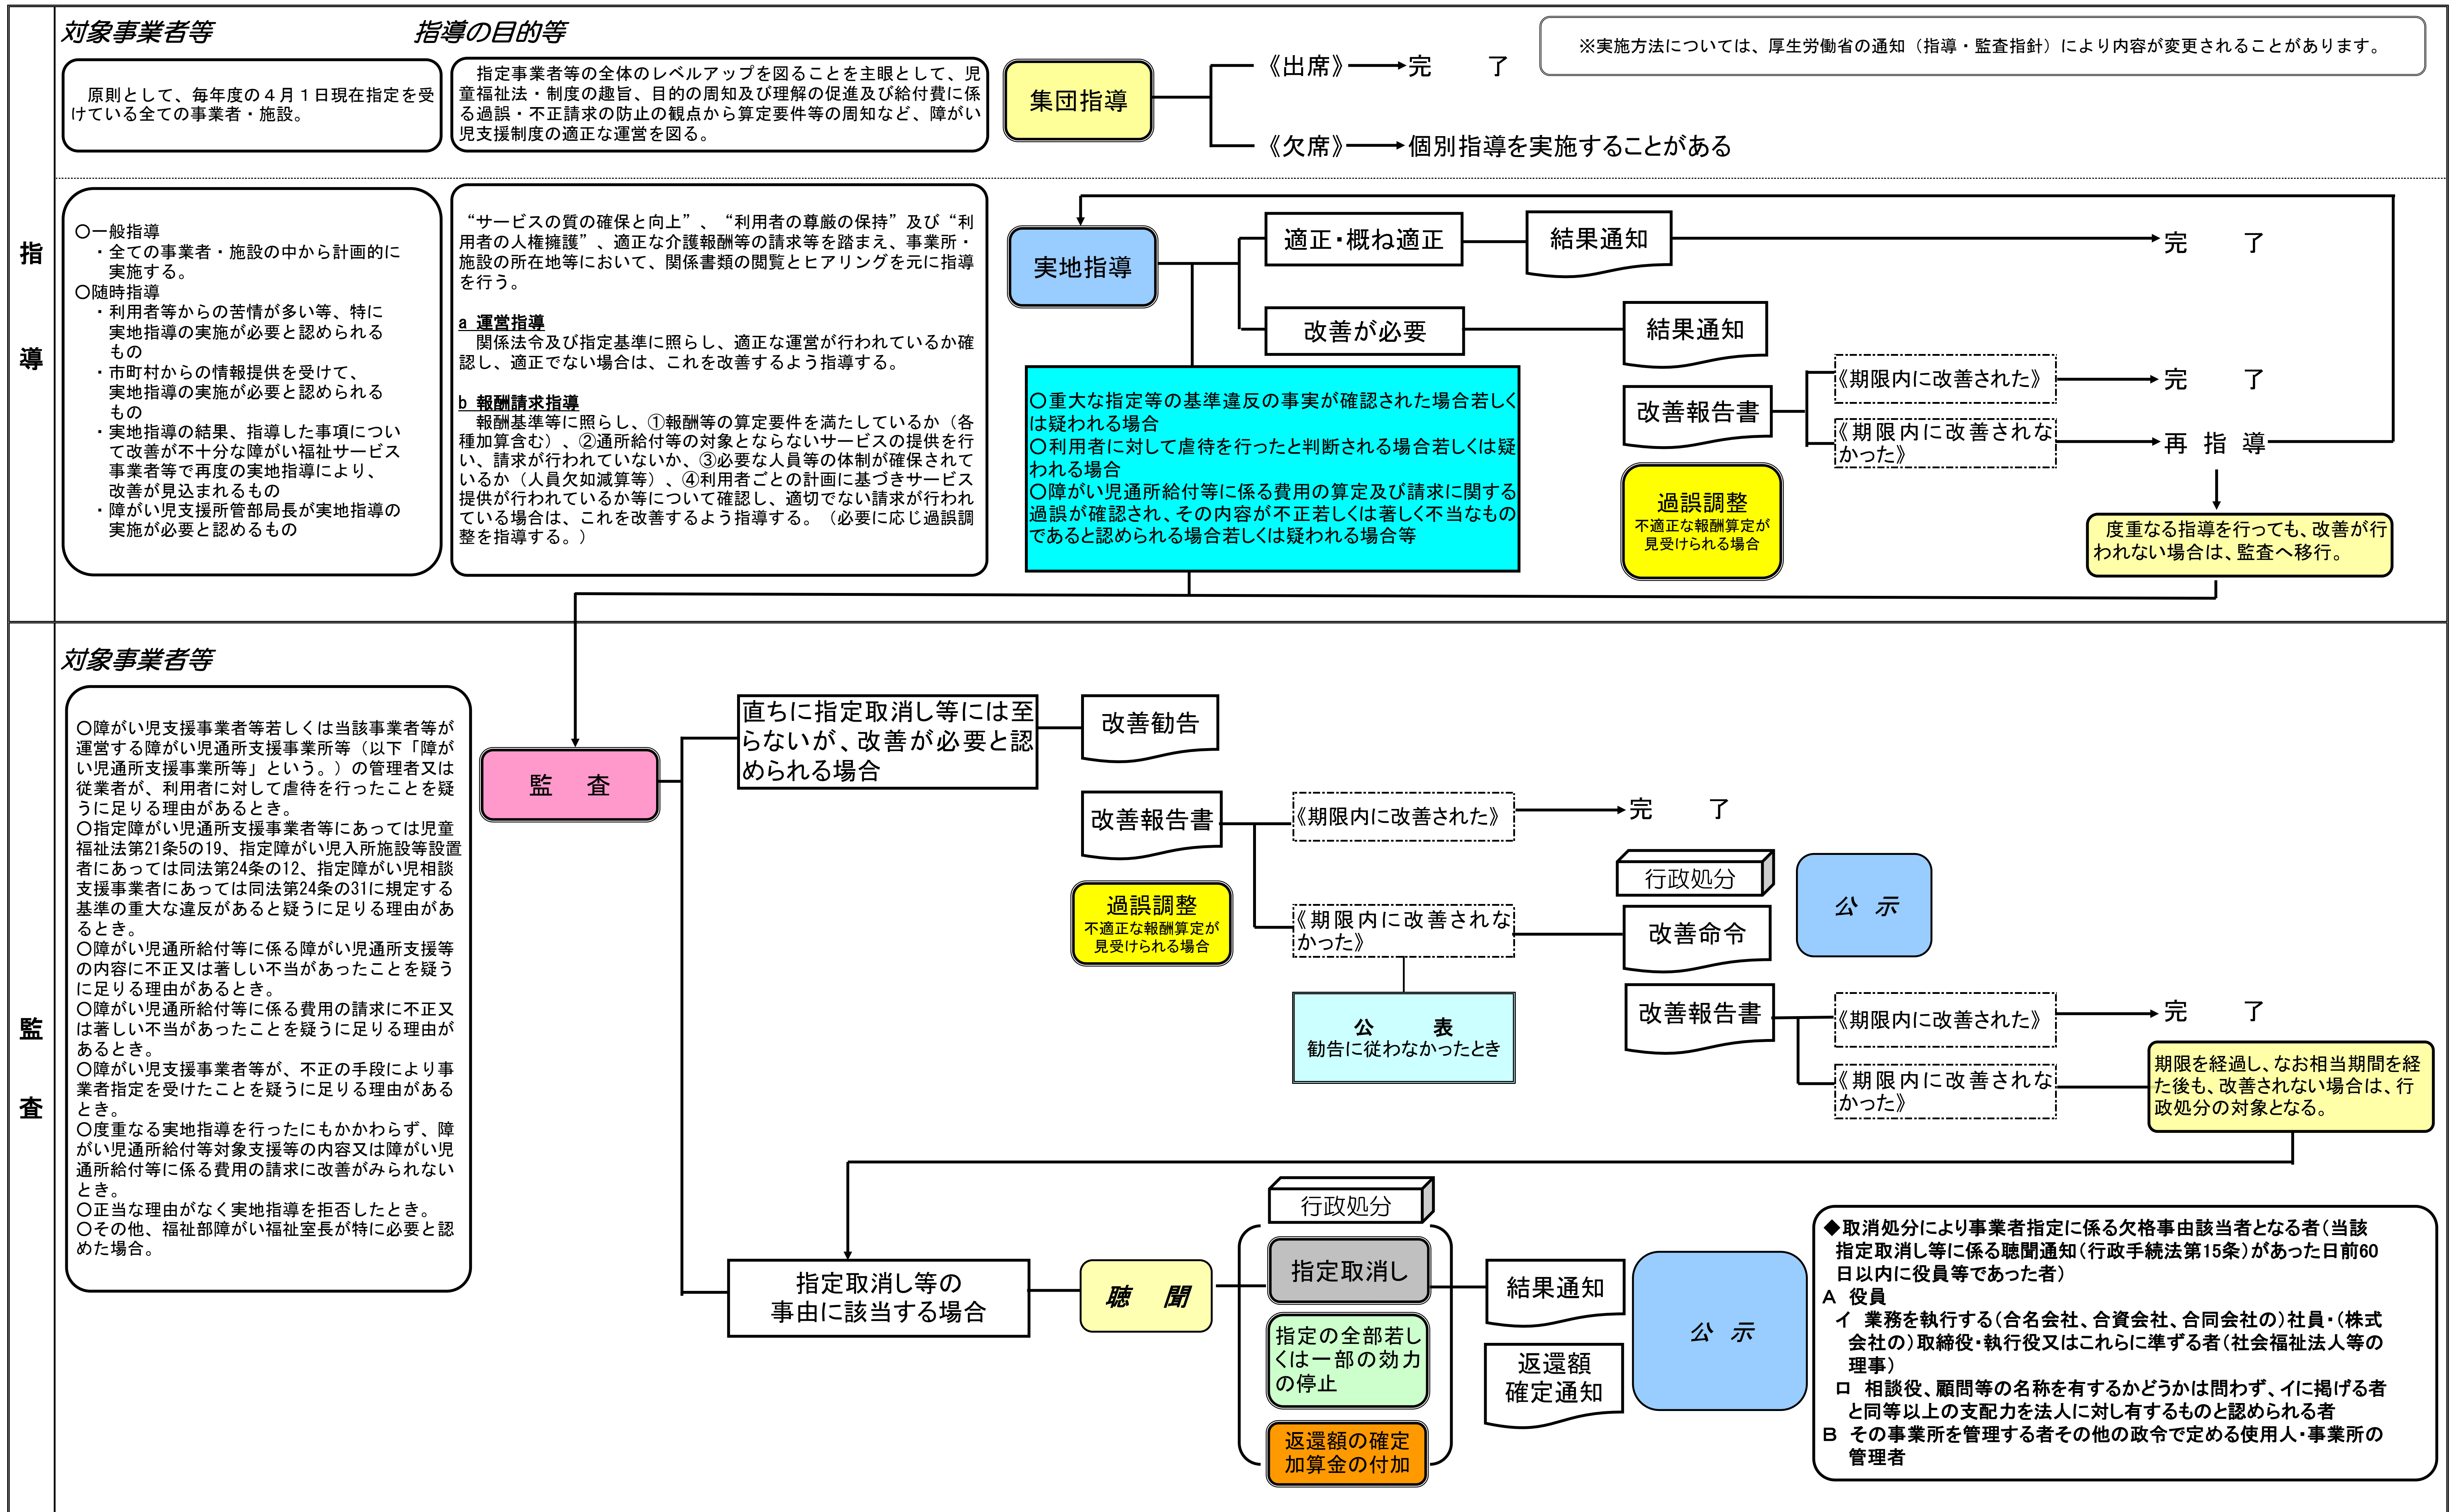 対象事業者等
指導の目的等
※実施方法については、厚生労働省の通知（指導・監査指針）により内容が変更されることがあります。
原則として、毎年度の４月１日現在指定を受
けている全ての事業者・施設。
指定事業者等の全体のレベルアップを図ることを主眼として、児
童福祉法・制度の趣旨、目的の周知及び理解の促進及び給付費に係
る過誤・不正請求の防止の観点から算定要件等の周知など、障がい
児支援制度の適正な運営を図る。
集団指導
《出席》
完　了
《欠席》
個別指導を実施することがある
指
導
○一般指導
・全ての事業者・施設の中から計画的に
実施する。
○随時指導
・利用者等からの苦情が多い等、特に
実地指導の実施が必要と認められる
もの
・市町村からの情報提供を受けて、
実地指導の実施が必要と認められる
もの
・実地指導の結果、指導した事項につい
て改善が不十分な障がい福祉サービス
事業者等で再度の実地指導により、
改善が見込まれるもの
・障がい児支援所管部局長が実地指導の
実施が必要と認めるもの
“サービスの質の確保と向上”、“利用者の尊厳の保持”及び“利
用者の人権擁護”、適正な介護報酬等の請求等を踏まえ、事業所・
施設の所在地等において、関係書類の閲覧とヒアリングを元に指導
を行う。
a 運営指導
関係法令及び指定基準に照らし、適正な運営が行われているか確
認し、適正でない場合は、これを改善するよう指導する。
b 報酬請求指導
報酬基準等に照らし、①報酬等の算定要件を満たしているか（各
種加算含む）、②通所給付等の対象とならないサービスの提供を行
い、請求が行われていないか、③必要な人員等の体制が確保されて
いるか（人員欠如減算等）、④利用者ごとの計画に基づきサービス
提供が行われているか等について確認し、適切でない請求が行われ
ている場合は、これを改善するよう指導する。（必要に応じ過誤調
整を指導する。）
実地指導
適正・概ね適正
結果通知
完　了
改善が必要
結果通知
○重大な指定等の基準違反の事実が確認された場合若しく
は疑われる場合
○利用者に対して虐待を行ったと判断される場合若しくは疑
われる場合
○障がい児通所給付等に係る費用の算定及び請求に関する
過誤が確認され、その内容が不正若しくは著しく不当なもの
であると認められる場合若しくは疑われる場合等
改善報告書
《期限内に改善された》
完　了
《期限内に改善されな
かった》
再 指 導
過誤調整
不適正な報酬算定が
見受けられる場合
度重なる指導を行っても、改善が行
われない場合は、監査へ移行。
監
査
対象事業者等
○障がい児支援事業者等若しくは当該事業者等が
運営する障がい児通所支援事業所等（以下「障が
い児通所支援事業所等」という。）の管理者又は
従業者が、利用者に対して虐待を行ったことを疑
うに足りる理由があるとき。
○指定障がい児通所支援事業者等にあっては児童
福祉法第21条5の19、指定障がい児入所施設等設置
者にあっては同法第24条の12、指定障がい児相談
支援事業者にあっては同法第24条の31に規定する
基準の重大な違反があると疑うに足りる理由があ
るとき。
○障がい児通所給付等に係る障がい児通所支援等
の内容に不正又は著しい不当があったことを疑う
に足りる理由があるとき。
○障がい児通所給付等に係る費用の請求に不正又
は著しい不当があったことを疑うに足りる理由が
あるとき。
○障がい児支援事業者等が、不正の手段により事
業者指定を受けたことを疑うに足りる理由がある
とき。
○度重なる実地指導を行ったにもかかわらず、障
がい児通所給付等対象支援等の内容又は障がい児
通所給付等に係る費用の請求に改善がみられない
とき。
○正当な理由がなく実地指導を拒否したとき。
○その他、福祉部障がい福祉室長が特に必要と認
めた場合。
監　査
直ちに指定取消し等には至
らないが、改善が必要と認
められる場合
改善勧告
改善報告書
《期限内に改善された》
完　了
過誤調整
不適正な報酬算定が
見受けられる場合
《期限内に改善されな
かった》
公　表
勧告に従わなかったとき
行政処分
改善命令
公 示
改善報告書
《期限内に改善された》
完　了
《期限内に改善されな
かった》
期限を経過し、なお相当期間を経
た後も、改善されない場合は、行
政処分の対象となる。
指定取消し等の
事由に該当する場合
聴　聞
行政処分
指定取消し
指定の全部若し
くは一部の効力
の停止
返還額の確定
加算金の付加
結果通知
返還額
確定通知
公 示
◆取消処分により事業者指定に係る欠格事由該当者となる者（当該
指定取消し等に係る聴聞通知（行政手続法第15条）があった日前60
日以内に役員等であった者）
A 役員
イ 業務を執行する（合名会社、合資会社、合同会社の）社員・（株式
会社の）取締役・執行役又はこれらに準ずる者（社会福祉法人等の
理事）
ロ 相談役、顧問等の名称を有するかどうかは問わず、イに掲げる者
と同等以上の支配力を法人に対し有するものと認められる者
B その事業所を管理する者その他の政令で定める使用人・事業所の
管理者